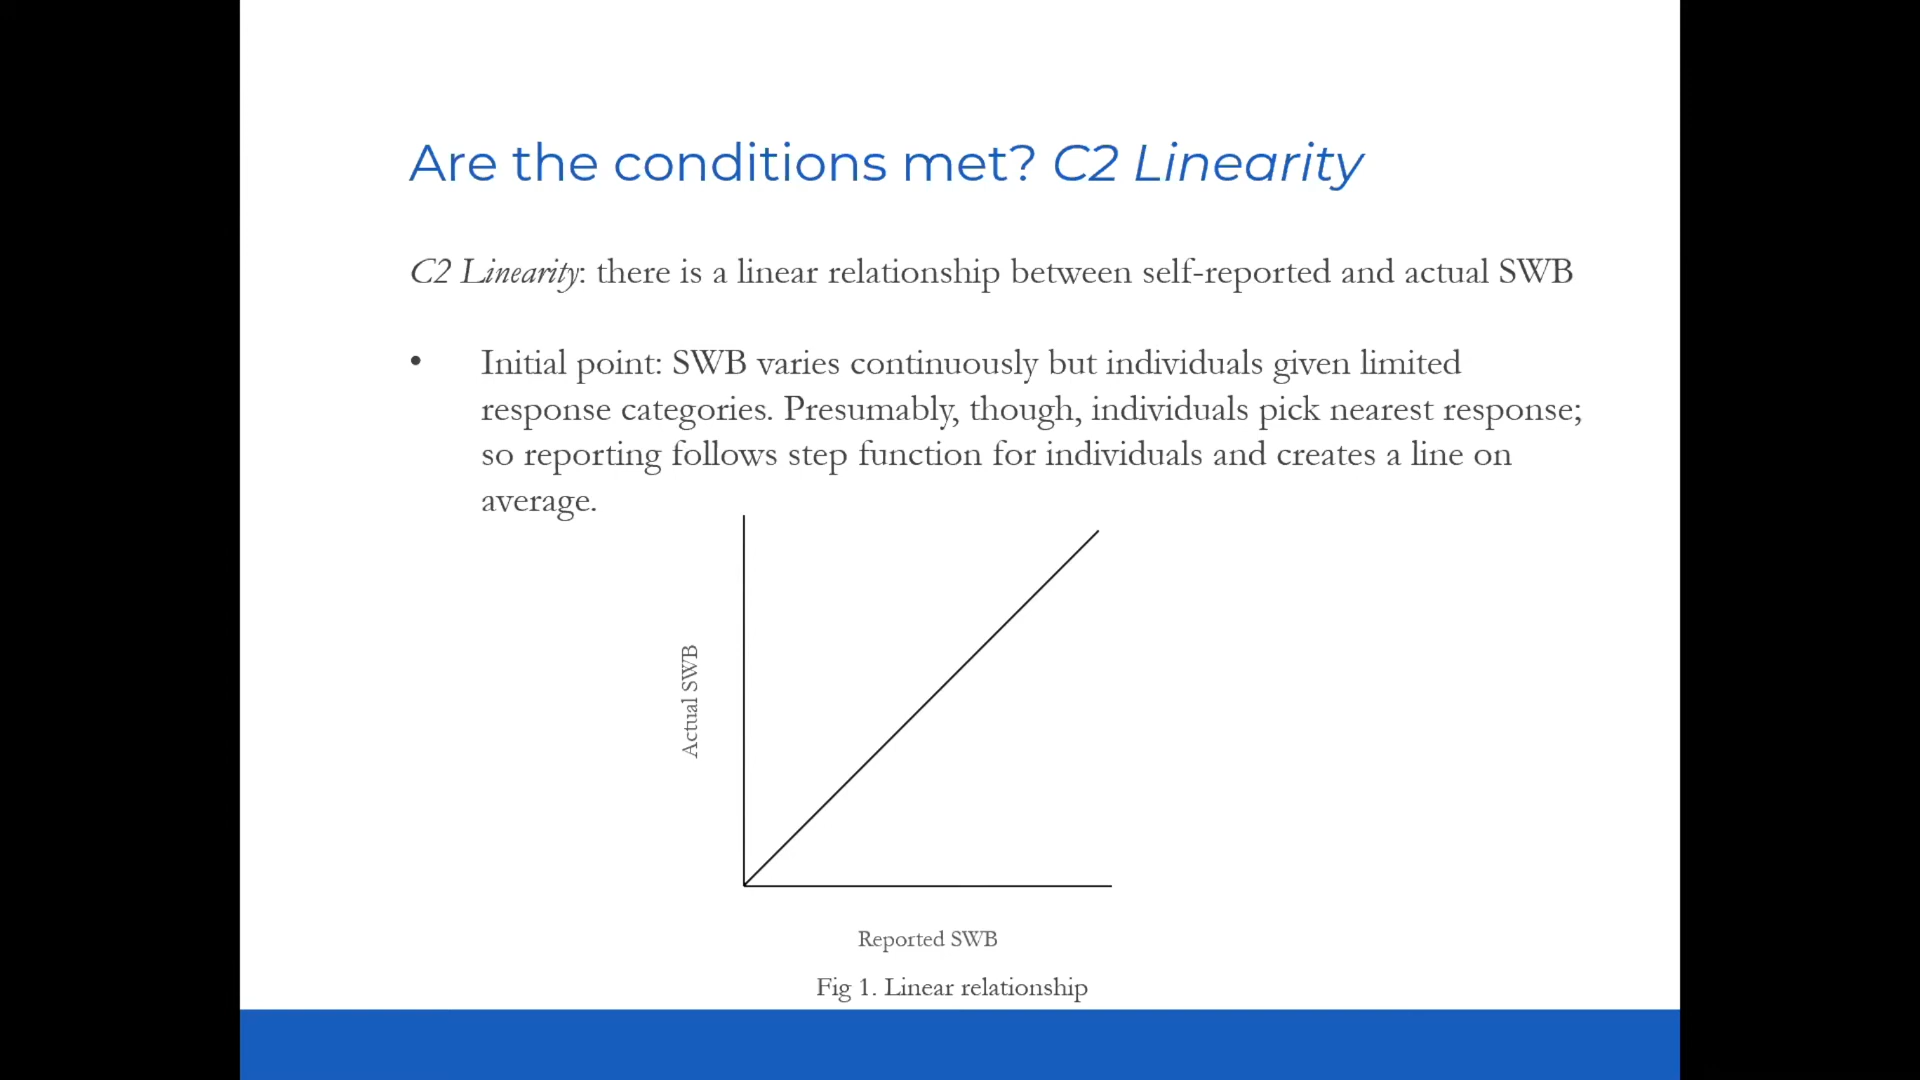 Are the conditions met? C2 Linearity
C2 Linearity: there is a linear relationship between self-reported and actual SWB
• Initial point: SWB varies continuously but individuals given limited
response categories. Presumably, though, individuals pick nearest response;
so reporting follows step function for individuals and creates a line on
average.
Actual SWB
Reported SWB
Fig 1. Linear relationship